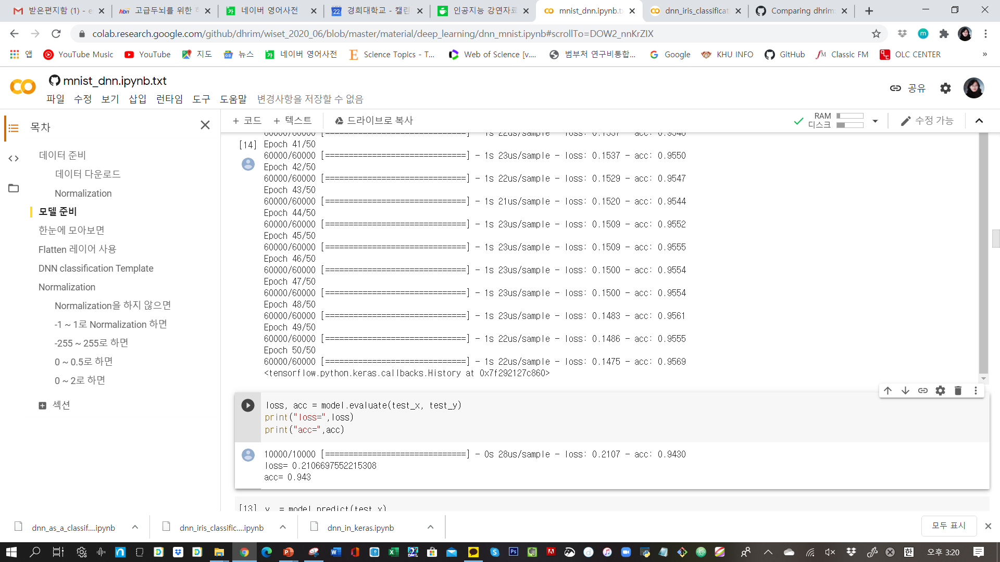 받은편지함 (1) - e
hbn 고급두뇌를 위한
네이버 영어사전
22 경희대학교 - 캘린
인공지능 강연자료
mnist_dnn.ipynb.t
dnn_iris_classificat
Comparing dhrim:
colab.research.google.com/github/dhrim/wiset_2020_06/blob/master/material/deep_learning/dnn_mnist.ipynb#scrollTo=DOW2_nnKrZIX
앱 YouTube Music YouTube 지도 뉴스 네이버 영어사전 Science Topics - T... Web of Science [v.... 범부처 연구비통합... Google KHU INFO GitHub Classic FM OLC CENTER »
mnist_dnn.ipynb.txt
파일 수정 보기 삽입 런타임 도구 도움말 변경사항을 저장할 수 없음
공유
목차
+ 코드 + 텍스트 드라이브로 복사
RAM
디스크
수정 가능
데이터 준비
데이터 다운로드
Normalization
모델 준비
한눈에 모아보면
Flatten 레이어 사용
DNN classification Template
Normalization
Normalization을 하지 않으면
-1 ~ 1로 Normalization 하면
-255 ~ 255로 하면
0 ~ 0.5로 하면
0 ~ 2로 하면
섹션
60000/60000 [==============================] - 1s 22us/sample - loss: 0.1537 - acc: 0.9546
[14] Epoch 41/50
60000/60000 [==============================] - 1s 23us/sample - loss: 0.1537 - acc: 0.9550
Epoch 42/50
60000/60000 [==============================] - 1s 22us/sample - loss: 0.1529 - acc: 0.9547
Epoch 43/50
60000/60000 [==============================] - 1s 21us/sample - loss: 0.1520 - acc: 0.9544
Epoch 44/50
60000/60000 [==============================] - 1s 23us/sample - loss: 0.1509 - acc: 0.9552
Epoch 45/50
60000/60000 [==============================] - 1s 23us/sample - loss: 0.1509 - acc: 0.9555
Epoch 46/50
60000/60000 [==============================] - 1s 23us/sample - loss: 0.1500 - acc: 0.9554
Epoch 47/50
60000/60000 [==============================] - 1s 23us/sample - loss: 0.1500 - acc: 0.9554
Epoch 48/50
60000/60000 [==============================] - 1s 23us/sample - loss: 0.1483 - acc: 0.9561
Epoch 49/50
60000/60000 [==============================] - 1s 22us/sample - loss: 0.1486 - acc: 0.9555
Epoch 50/50
60000/60000 [==============================] - 1s 22us/sample - loss: 0.1475 - acc: 0.9569
<tensorflow.python.keras.callbacks.History at 0x7f292127c860>
loss, acc = model.evaluate(test_x, test_y)
print("loss=",loss)
print("acc=",acc)
10000/10000 [==============================] - 0s 28us/sample - loss: 0.2107 - acc: 0.9430
loss= 0.2106697552215308
acc= 0.943
[13] y_ = model.predict(test_x)
dnn_as_a_classif....ipynb
dnn_iris_classific....ipynb
dnn_in_keras.ipynb
모두 표시
한
오후 3:20